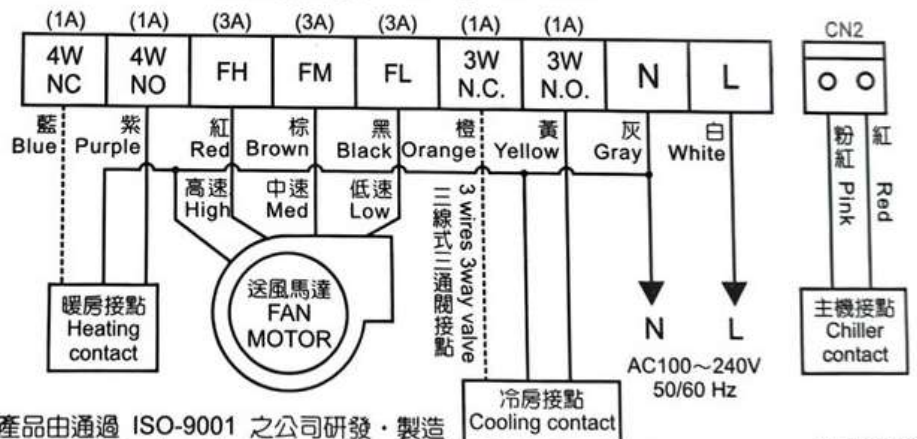 (1A) (1A) (3A) (3A) (3A) (1A) (1A)
4W NC
4W NO
FH
FM
FL
3W N.C.
3W N.O.
N
L
CN2
藍 Blue
紫 Purple
紅 Red
棕 Brown
黑 Black
橙 Orange
黃 Yellow
灰 Gray
白 White
粉紅 Pink
紅 Red
高速 High
中速 Med
低速 Low
3 wires 3way valve
三線式三通閥接點
暖房接點
Heating
contact
送風馬達
FAN
MOTOR
N
L
AC100～240V
50/60 Hz
主機接點
Chiller
contact
冷房接點
Cooling contact
產品由通過 ISO-9001 之公司研發・製造